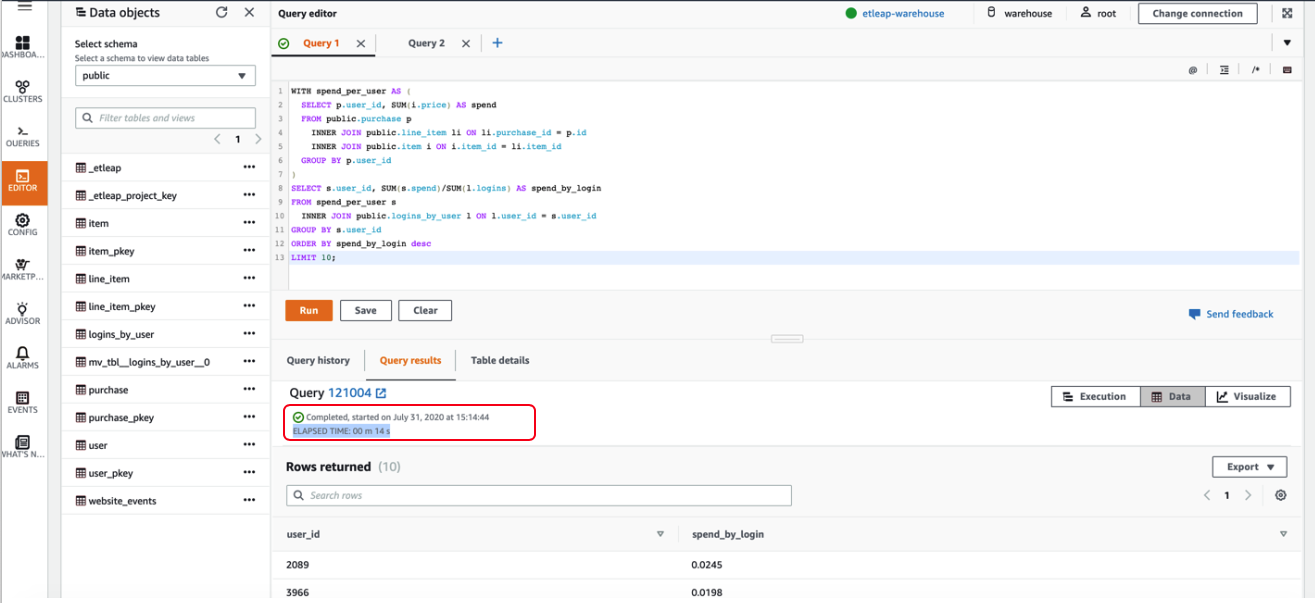 Data objects
Query editor
etleap-warehouse
warehouse
root
Change connection
Select schema
Select a schema to view data tables
public
Filter tables and views
1
_etleap
_etleap_project_key
item
item_pkey
line_item
line_item_pkey
logins_by_user
mv_tbl__logins_by_user__0
purchase
purchase_pkey
user
user_pkey
website_events
DASHBOA...
CLUSTERS
QUERIES
EDITOR
CONFIG
MARKETP...
ADVISOR
ALARMS
EVENTS
WHAT'S N...
Query 1
Query 2
@
/*
1 WITH spend_per_user AS (
2 SELECT p.user_id, SUM(i.price) AS spend
3 FROM public.purchase p
4 INNER JOIN public.line_item li ON li.purchase_id = p.id
5 INNER JOIN public.item i ON i.item_id = li.item_id
6 GROUP BY p.user_id
7 )
8 SELECT s.user_id, SUM(s.spend)/SUM(l.logins) AS spend_by_login
9 FROM spend_per_user s
10 INNER JOIN public.logins_by_user l ON l.user_id = s.user_id
11 GROUP BY s.user_id
12 ORDER BY spend_by_login desc
13 LIMIT 10;
Run Save Clear
Send feedback
Query history Query results Table details
Query 121004
Execution Data Visualize
Completed, started on July 31, 2020 at 15:14:44
ELAPSED TIME: 00 m 14 s
Rows returned (10)
Export
Search rows
1
user_id spend_by_login
2089 0.0245
3966 0.0198